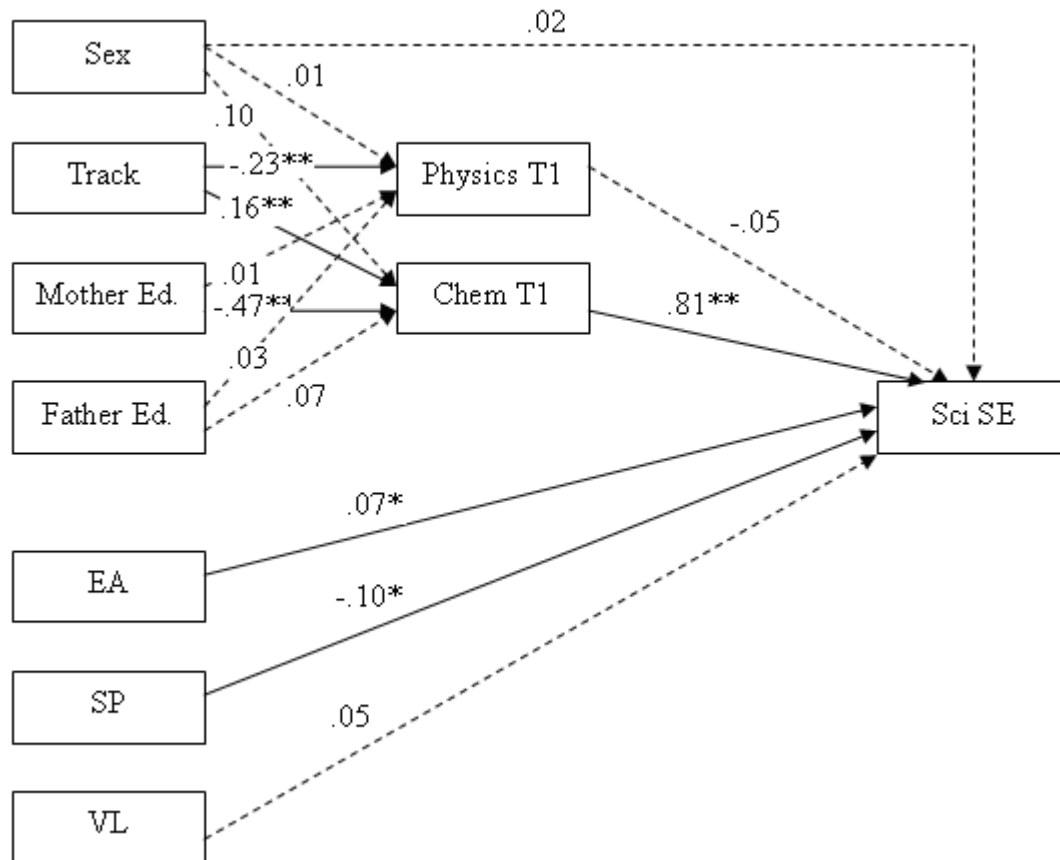 Sex
.02
.01
.10
Track
-.23**
Physics T1
.16**
-.05
Mother Ed.
.01
-.47**
Chem T1
.81**
.03
Father Ed.
.07
Sci SE
.07*
EA
-.10*
SP
.05
VL